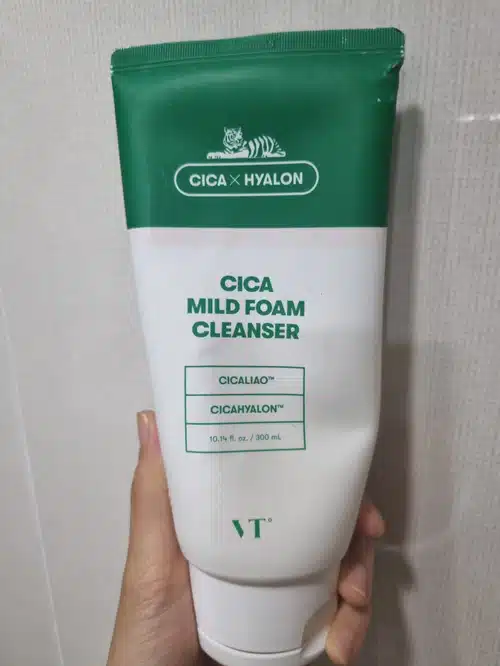 CICA × HYALON
CICA
MILD FOAM
CLEANSER
CICALIAO™
CICAHYALON™
10.14 fl. oz. / 300 mL
VT®